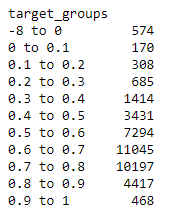 target_groups
-8 to 0 574
0 to 0.1 170
0.1 to 0.2 308
0.2 to 0.3 685
0.3 to 0.4 1414
0.4 to 0.5 3431
0.5 to 0.6 7294
0.6 to 0.7 11045
0.7 to 0.8 10197
0.8 to 0.9 4417
0.9 to 1 468